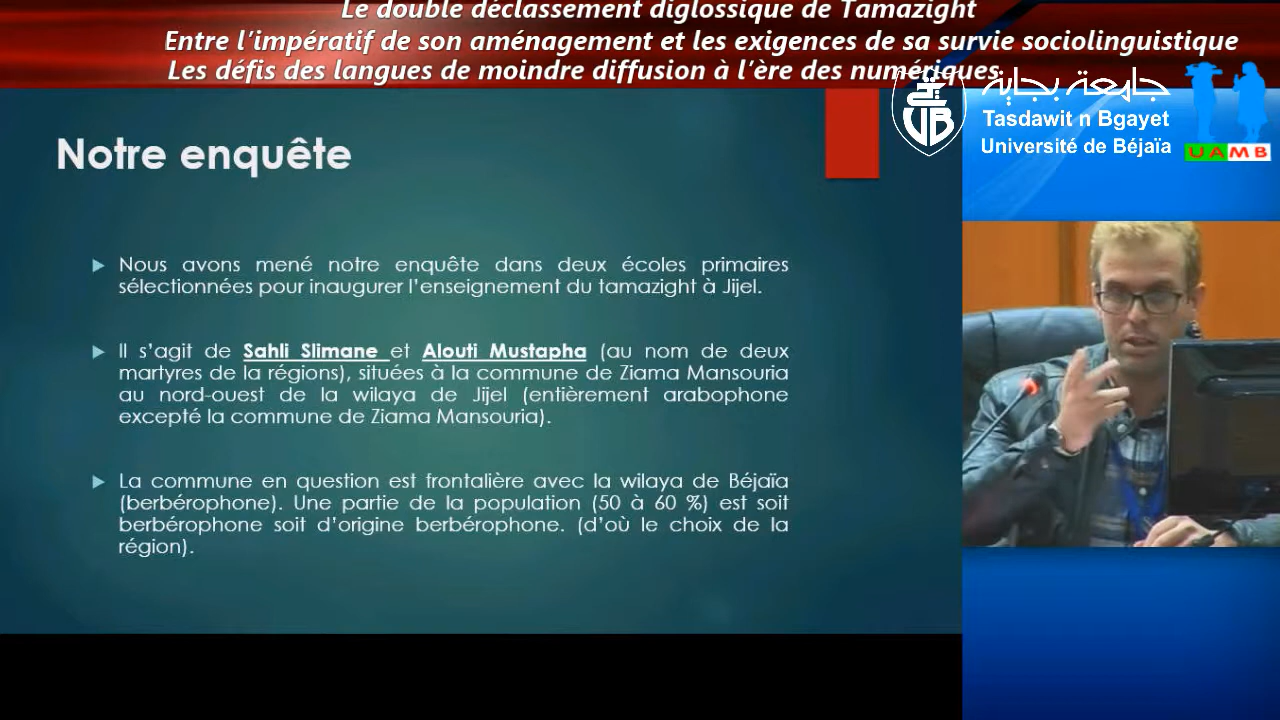 Le double déclassement diglossique de Tamazight
Entre l'impératif de son aménagement et les exigences de sa survie sociolinguistique
Les défis des langues de moindre diffusion à l'ère des numériques
جامعة بجاية
Tasdawit n Bgayet
Université de Béjaïa
UB
UAMB
Notre enquête
Nous avons mené notre enquête dans deux écoles primaires
sélectionnées pour inaugurer l'enseignement du tamazight à Jijel.
Il s'agit de Sahli Slimane et Alouti Mustapha (au nom de deux
martyres de la régions), situées à la commune de Ziama Mansouria
au nord-ouest de la wilaya de Jijel (entièrement arabophone
excepté la commune de Ziama Mansouria).
La commune en question est frontalière avec la wilaya de Béjaïa
(berbérophone). Une partie de la population (50 à 60 %) est soit
berbérophone soit d'origine berbérophone. (d'où le choix de la
région).